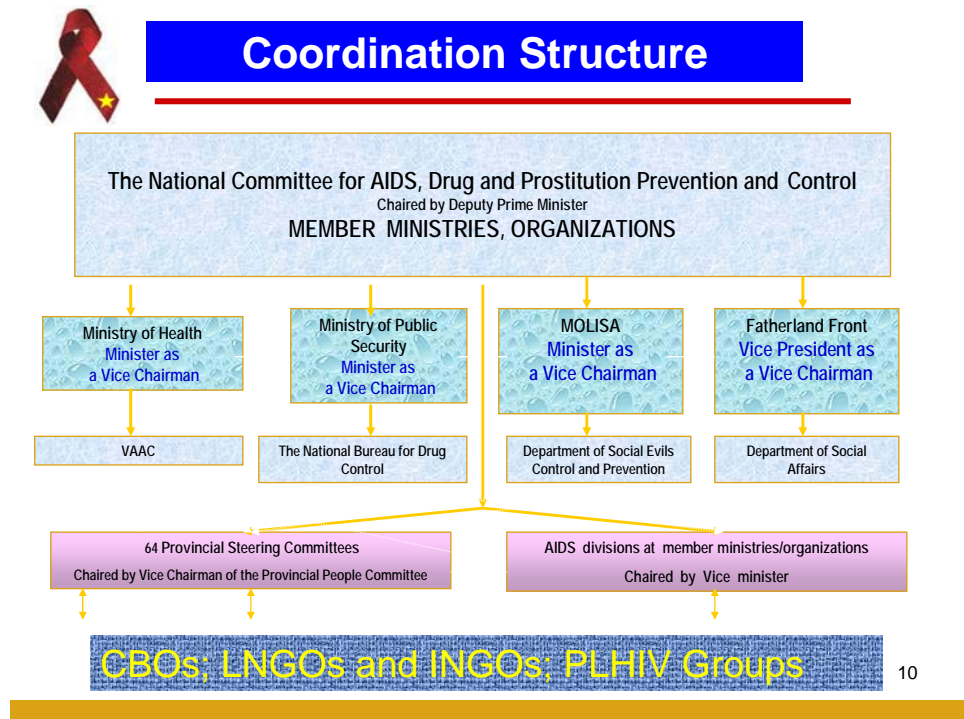 Coordination Structure
The National Committee for AIDS, Drug and Prostitution Prevention and Control
Chaired by Deputy Prime Minister
MEMBER MINISTRIES, ORGANIZATIONS
Ministry of Health
Minister as
a Vice Chairman
Ministry of Public
Security
Minister as
a Vice Chairman
MOLISA
Minister as
a Vice Chairman
Fatherland Front
Vice President as
a Vice Chairman
VAAC
The National Bureau for Drug
Control
Department of Social Evils
Control and Prevention
Department of Social
Affairs
64 Provincial Steering Committees
Chaired by Vice Chairman of the Provincial People Committee
AIDS divisions at member ministries/organizations
Chaired by Vice minister
CBOs; LNGOs and INGOs; PLHIV Groups
10